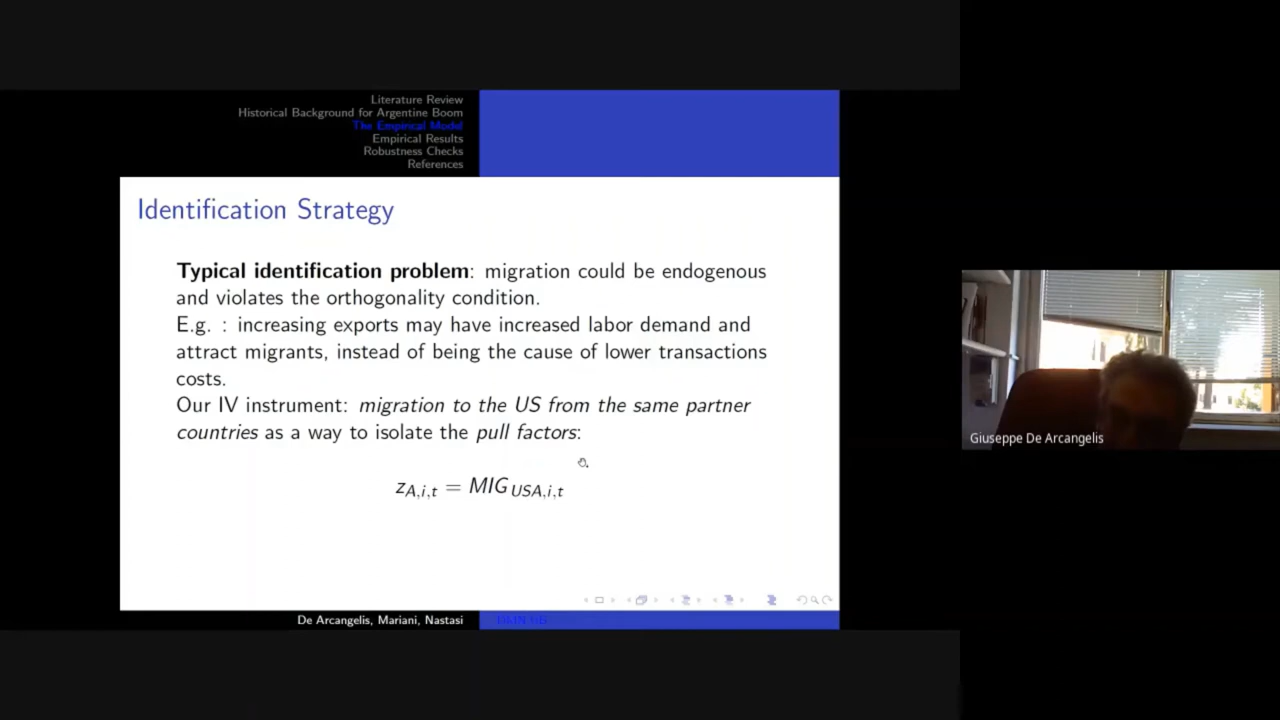 Literature Review
Historical Background for Argentine Boom
The Empirical Model
Empirical Results
Robustness Checks
References
Identification Strategy
Typical identification problem: migration could be endogenous
and violates the orthogonality condition.
E.g. : increasing exports may have increased labor demand and
attract migrants, instead of being the cause of lower transactions
costs.
Our IV instrument: migration to the US from the same partner
countries as a way to isolate the pull factors:
z_{A,i,t} = MIG_{USA,i,t}
De Arcangelis, Mariani, Nastasi
Giuseppe De Arcangelis